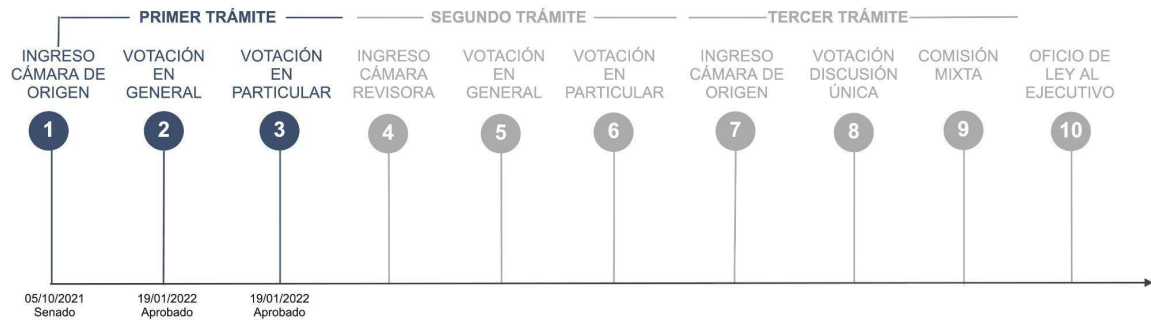 PRIMER TRÁMITE
SEGUNDO TRÁMITE
TERCER TRÁMITE
INGRESO
CÁMARA DE
ORIGEN
VOTACIÓN
EN
GENERAL
VOTACIÓN
EN
PARTICULAR
INGRESO
CÁMARA
REVISORA
VOTACIÓN
EN
GENERAL
VOTACIÓN
EN
PARTICULAR
INGRESO
CÁMARA DE
ORIGEN
VOTACIÓN
DISCUSIÓN
ÚNICA
COMISIÓN
MIXTA
OFICIO DE
LEY AL
EJECUTIVO
1
2
3
4
5
6
7
8
9
10
05/10/2021
Senado
19/01/2022
Aprobado
19/01/2022
Aprobado